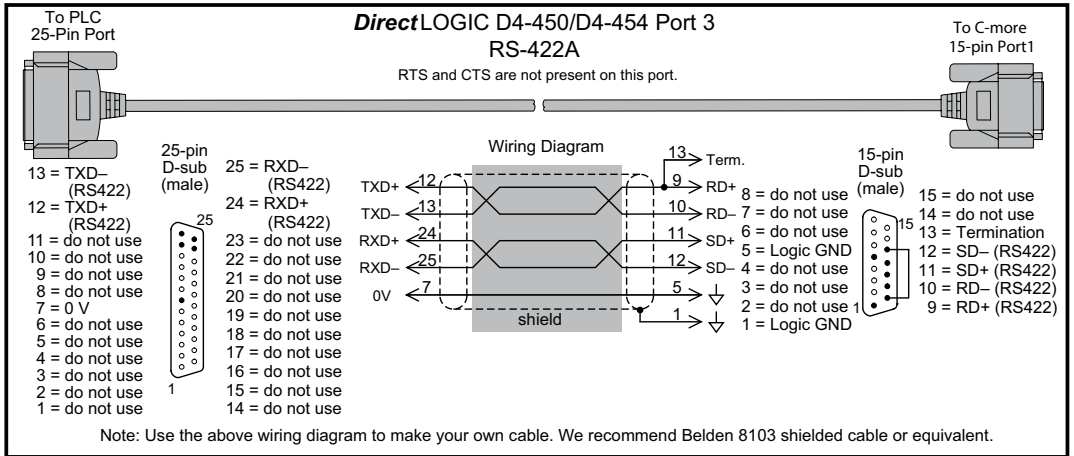 To PLC
25-Pin Port
DirectLOGIC D4-450/D4-454 Port 3
RS-422A
RTS and CTS are not present on this port.
To C-more
15-pin Port1
25-pin
D-sub
(male)
13 = TXD–
(RS422)
12 = TXD+
(RS422)
11 = do not use
10 = do not use
9 = do not use
8 = do not use
7 = 0 V
6 = do not use
5 = do not use
4 = do not use
3 = do not use
2 = do not use
1 = do not use
25
1
25 = RXD–
(RS422)
24 = RXD+
(RS422)
23 = do not use
22 = do not use
21 = do not use
20 = do not use
19 = do not use
18 = do not use
17 = do not use
16 = do not use
15 = do not use
14 = do not use
Wiring Diagram
13 Term.
TXD+ 12 9 RD+
TXD– 13 10 RD–
RXD+ 24 11 SD+
RXD– 25 12 SD–
0V 7 5
shield 1
15-pin
D-sub
(male)
8 = do not use
7 = do not use
6 = do not use
5 = Logic GND
4 = do not use
3 = do not use
2 = do not use
1 = Logic GND
15
1
15 = do not use
14 = do not use
13 = Termination
12 = SD– (RS422)
11 = SD+ (RS422)
10 = RD– (RS422)
9 = RD+ (RS422)
Note: Use the above wiring diagram to make your own cable. We recommend Belden 8103 shielded cable or equivalent.